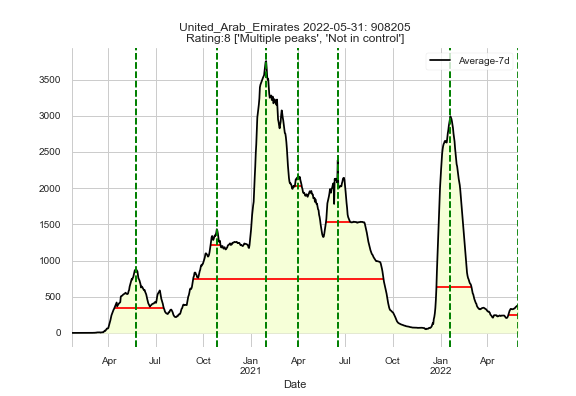 United_Arab_Emirates 2022-05-31: 908205
Rating:8 ['Multiple peaks', 'Not in control']
Average-7d
3500
3000
2500
2000
1500
1000
500
0
Apr Jul Oct Jan Apr Jul Oct Jan Apr
2021 2022
Date